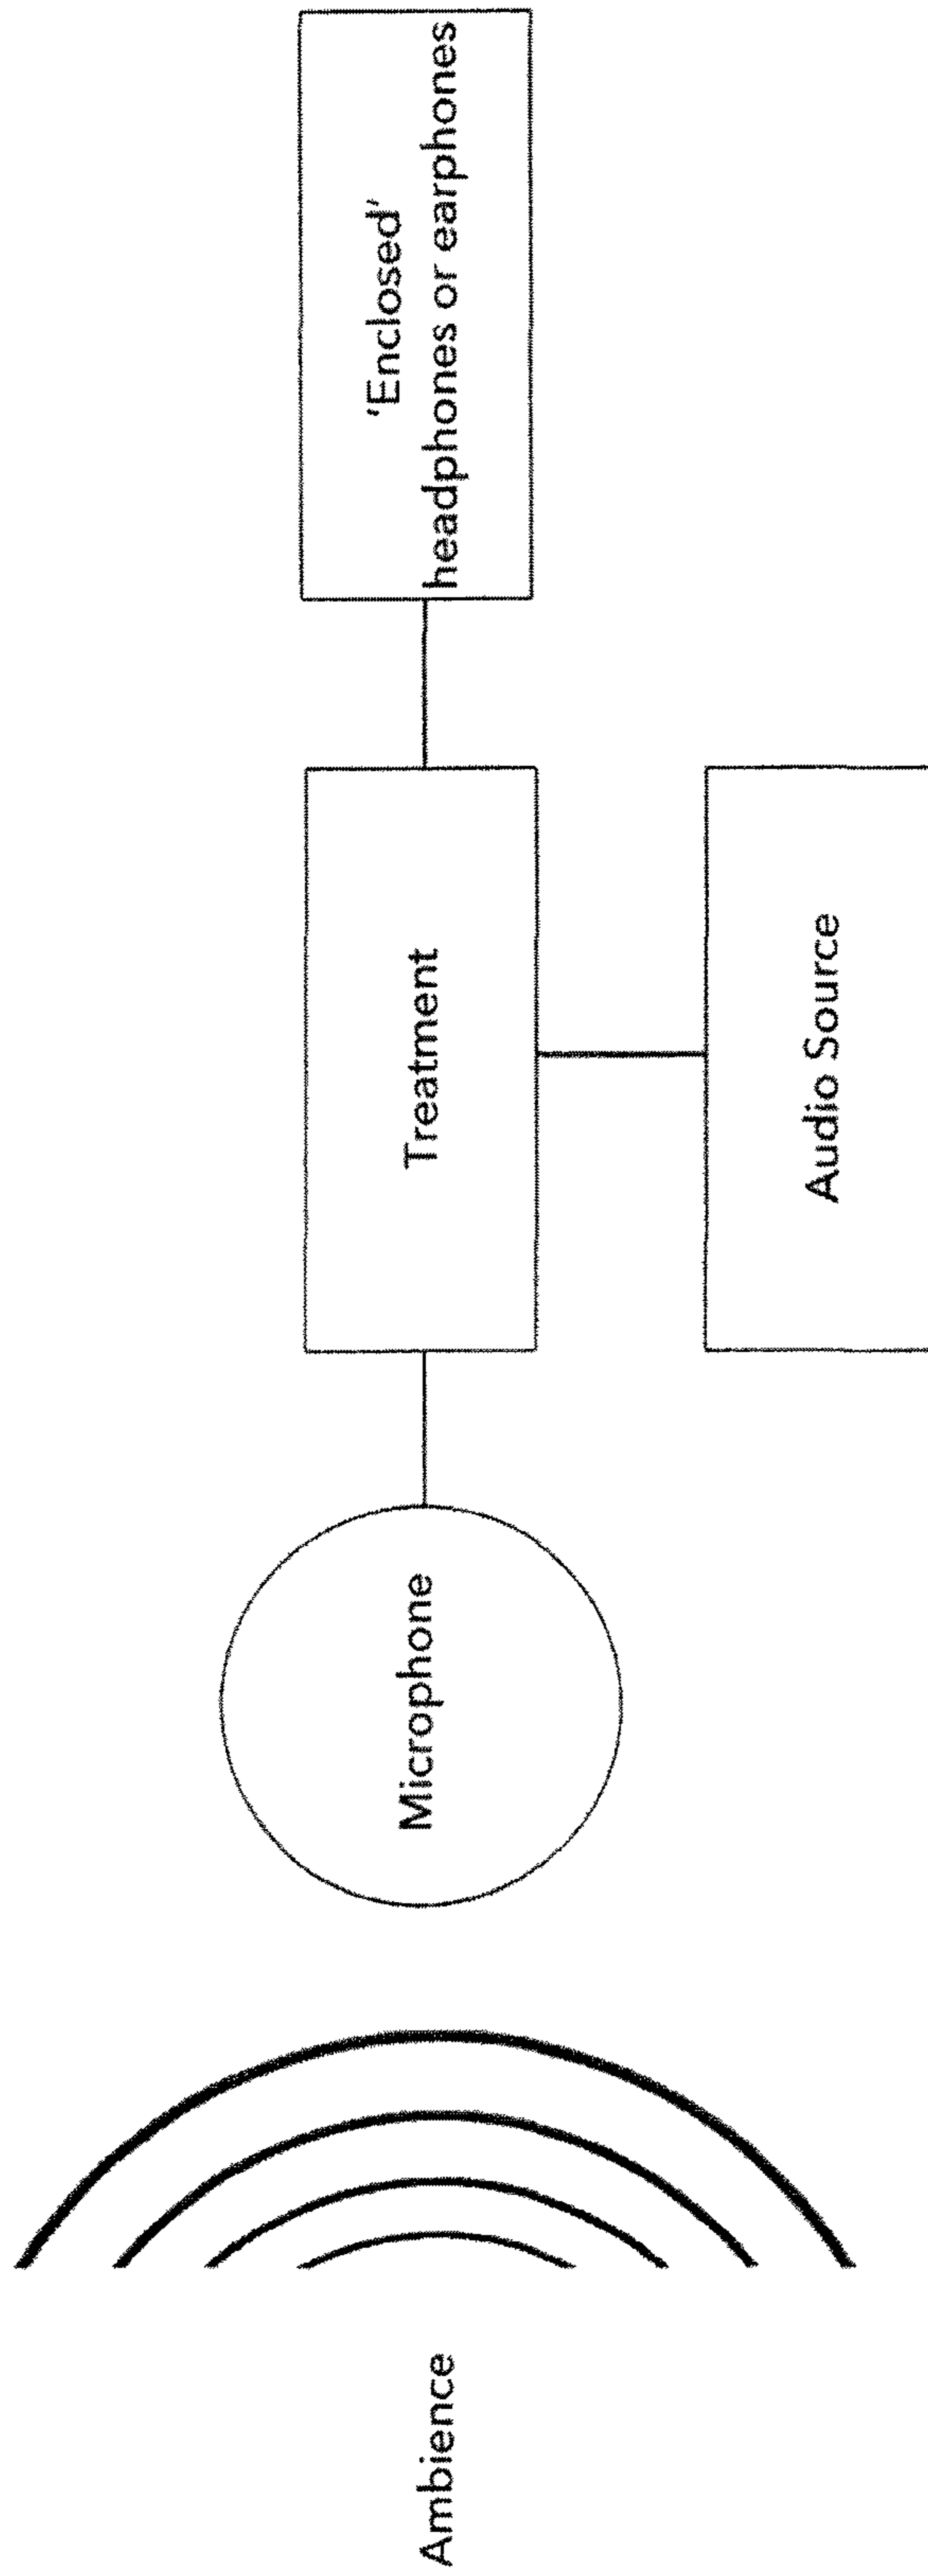 Ambience
Microphone
Treatment
'Enclosed'
headphones or earphones
Audio Source